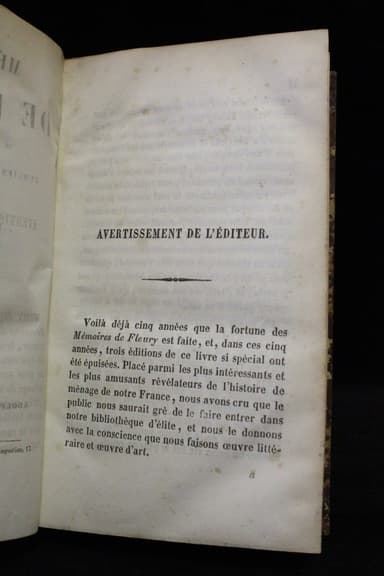 AVERTISSEMENT DE L'ÉDITEUR.
Voilà déjà cinq années que la fortune des
Mémoires de Fleury est faite, et, dans ces cinq
années, trois éditions de ce livre si spécial ont
été épuisées. Placé parmi les plus intéressants et
les plus amusants révélateurs de l'histoire de
ménage de notre France, nous avons cru que le
public nous saurait gré de le faire entrer dans
notre bibliothèque d'élite, et nous le donnons
avec la conscience que nous faisons œuvre litté-
raire et œuvre d'art.
a